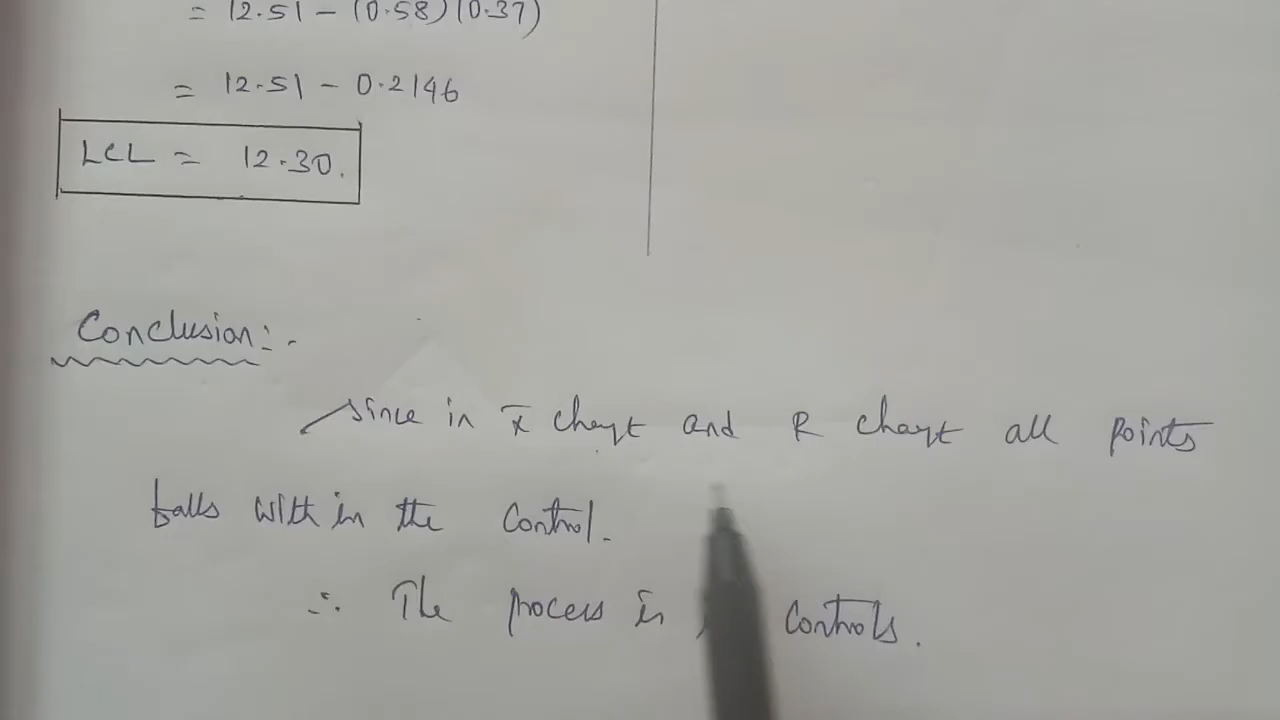 = 12.51 - (0.58)(0.37)
= 12.51 - 0.2146
LCL = 12.30.
Conclusion:-
Since in x̄ chart and R chart all points
falls with in the control.
∴ The process is controls.